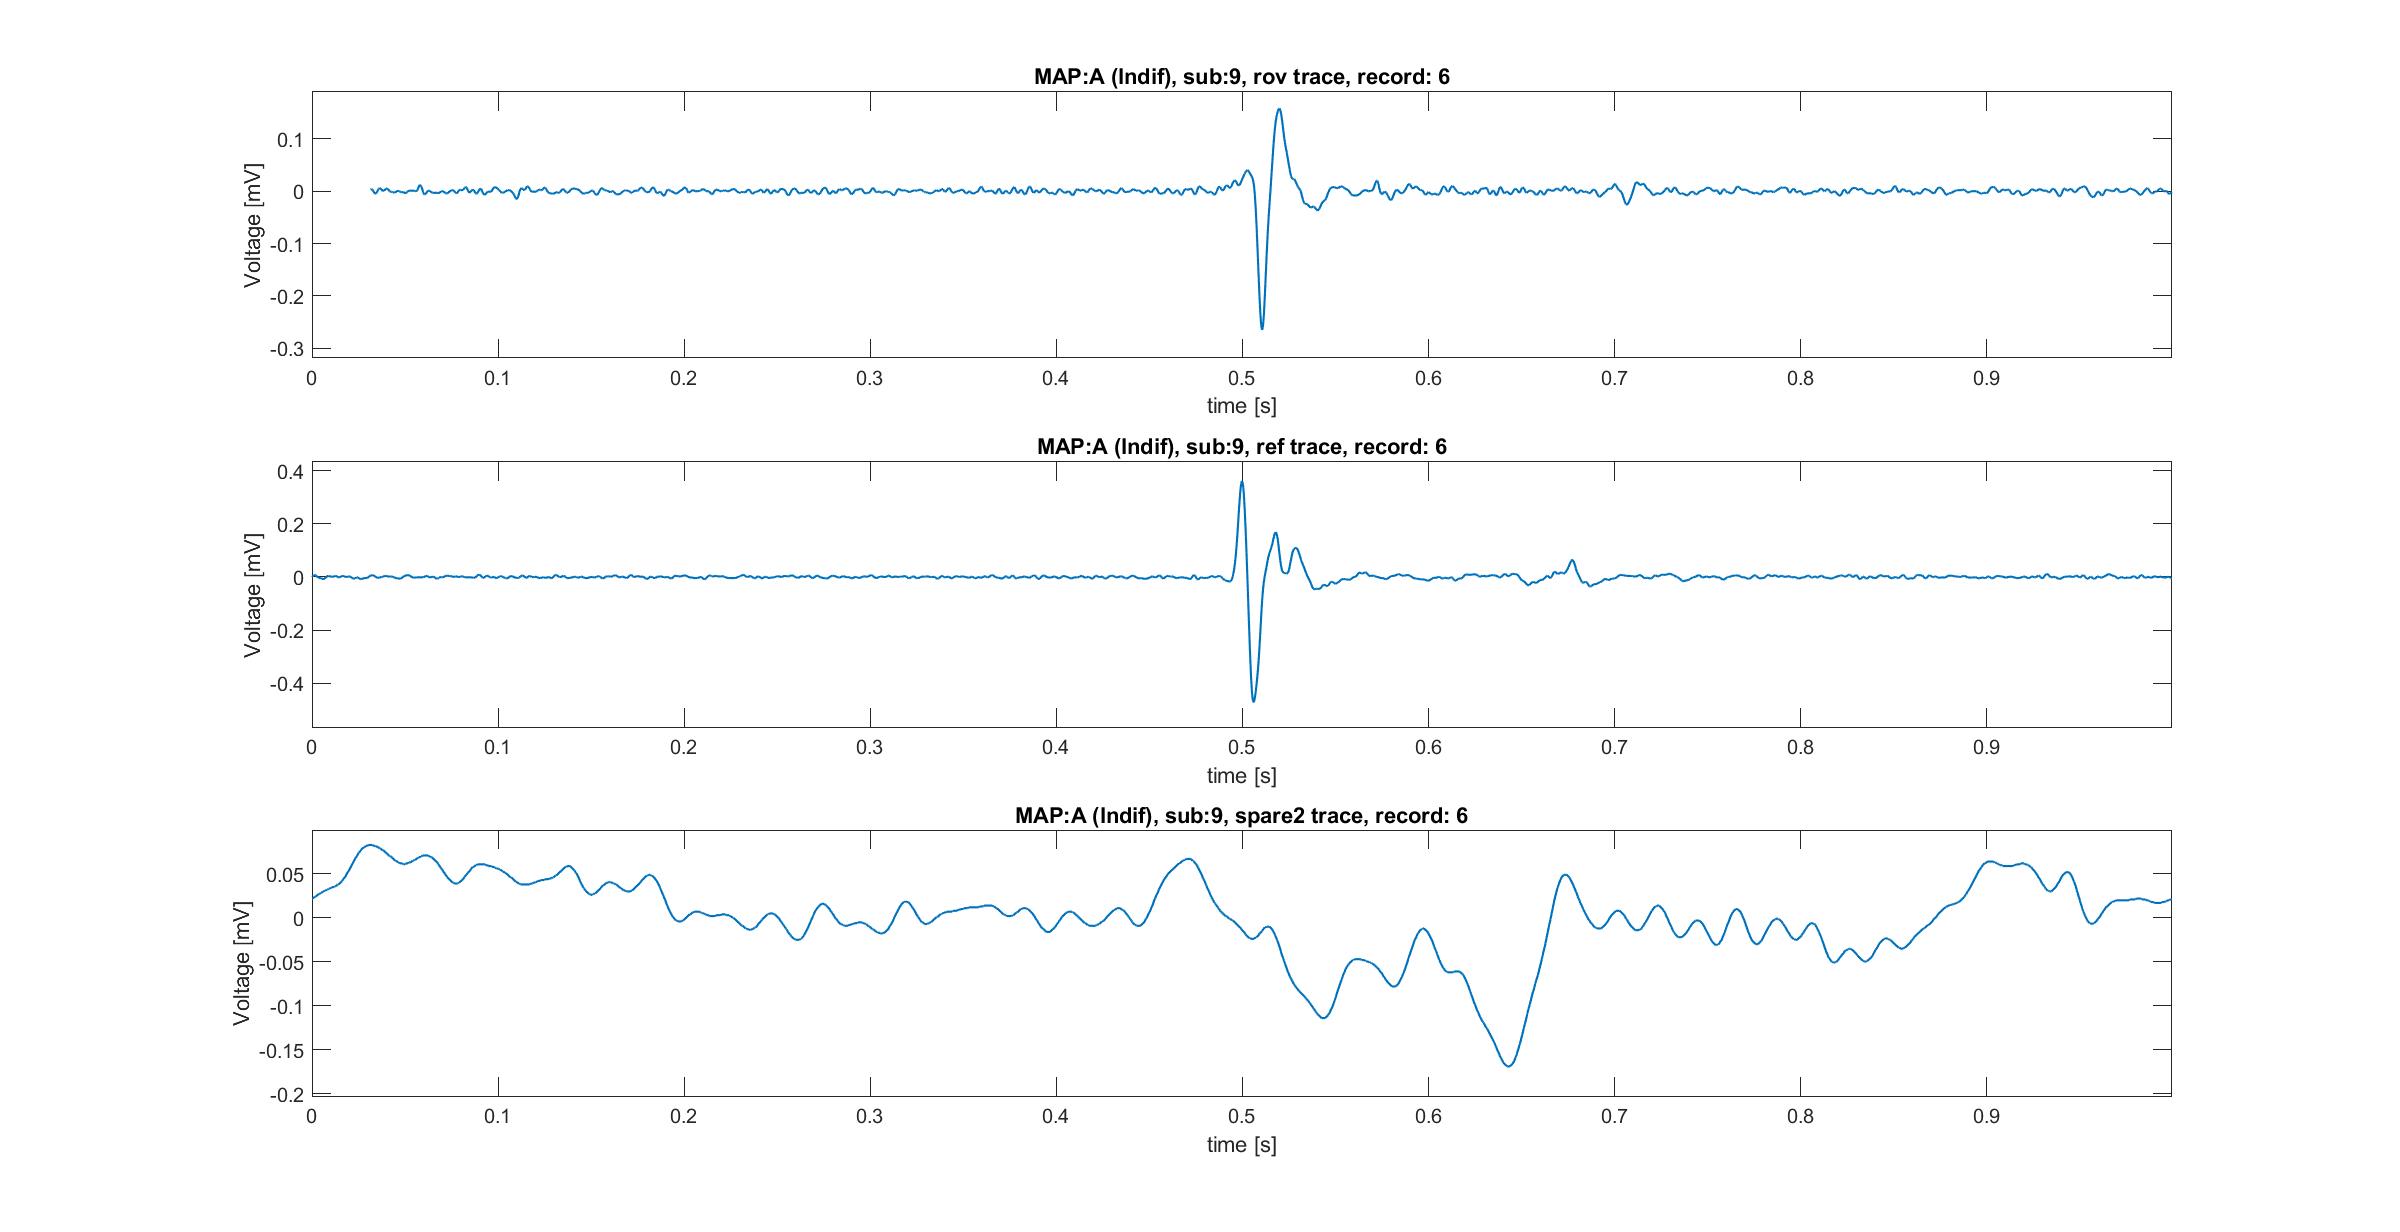 MAP:A (Indif), sub:9, rov trace, record: 6
Voltage [mV]
0.1
0
-0.1
-0.2
-0.3
0 0.1 0.2 0.3 0.4 0.5 0.6 0.7 0.8 0.9
time [s]
MAP:A (Indif), sub:9, ref trace, record: 6
Voltage [mV]
0.4
0.2
0
-0.2
-0.4
0 0.1 0.2 0.3 0.4 0.5 0.6 0.7 0.8 0.9
time [s]
MAP:A (Indif), sub:9, spare2 trace, record: 6
Voltage [mV]
0.05
0
-0.05
-0.1
-0.15
-0.2
0 0.1 0.2 0.3 0.4 0.5 0.6 0.7 0.8 0.9
time [s]